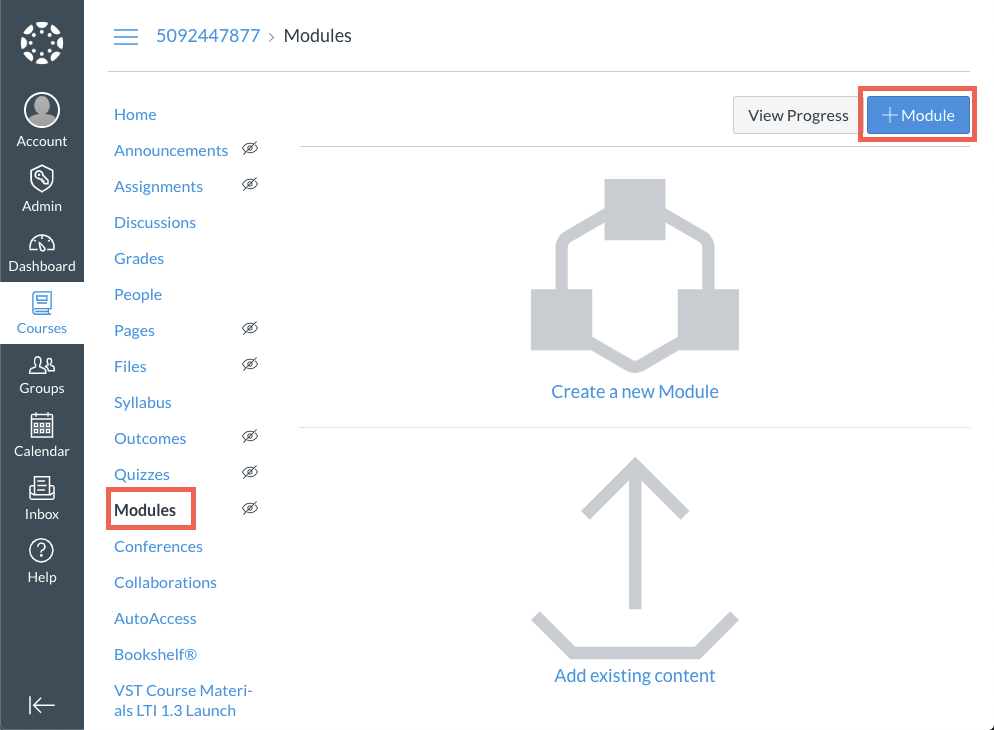 5092447877 › Modules
Account
Admin
Dashboard
Courses
Groups
Calendar
Inbox
Help
Home
Announcements
Assignments
Discussions
Grades
People
Pages
Files
Syllabus
Outcomes
Quizzes
Modules
Conferences
Collaborations
AutoAccess
Bookshelf®
VST Course Materi-
als LTI 1.3 Launch
View Progress
+ Module
Create a new Module
Add existing content